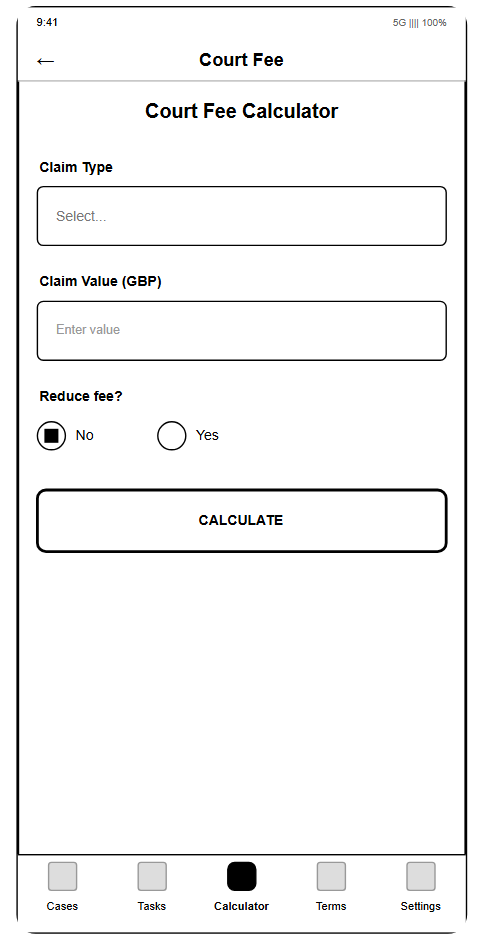 9:41 5G |||| 100%
← Court Fee
Court Fee Calculator
Claim Type
Select...
Claim Value (GBP)
Enter value
Reduce fee?
No Yes
CALCULATE
Cases Tasks Calculator Terms Settings